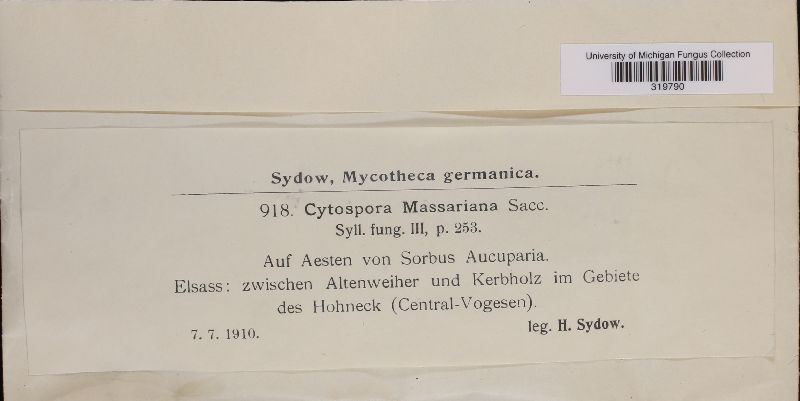 University of Michigan Fungus Collection
319790
Sydow, Mycotheca germanica.
918. Cytospora Massariana Sacc.
Syll. fung. III, p. 253.
Auf Aesten von Sorbus Aucuparia.
Elsass: zwischen Altenweiher und Kerbholz im Gebiete
des Hohneck (Central-Vogesen).
7. 7. 1910.
leg. H. Sydow.